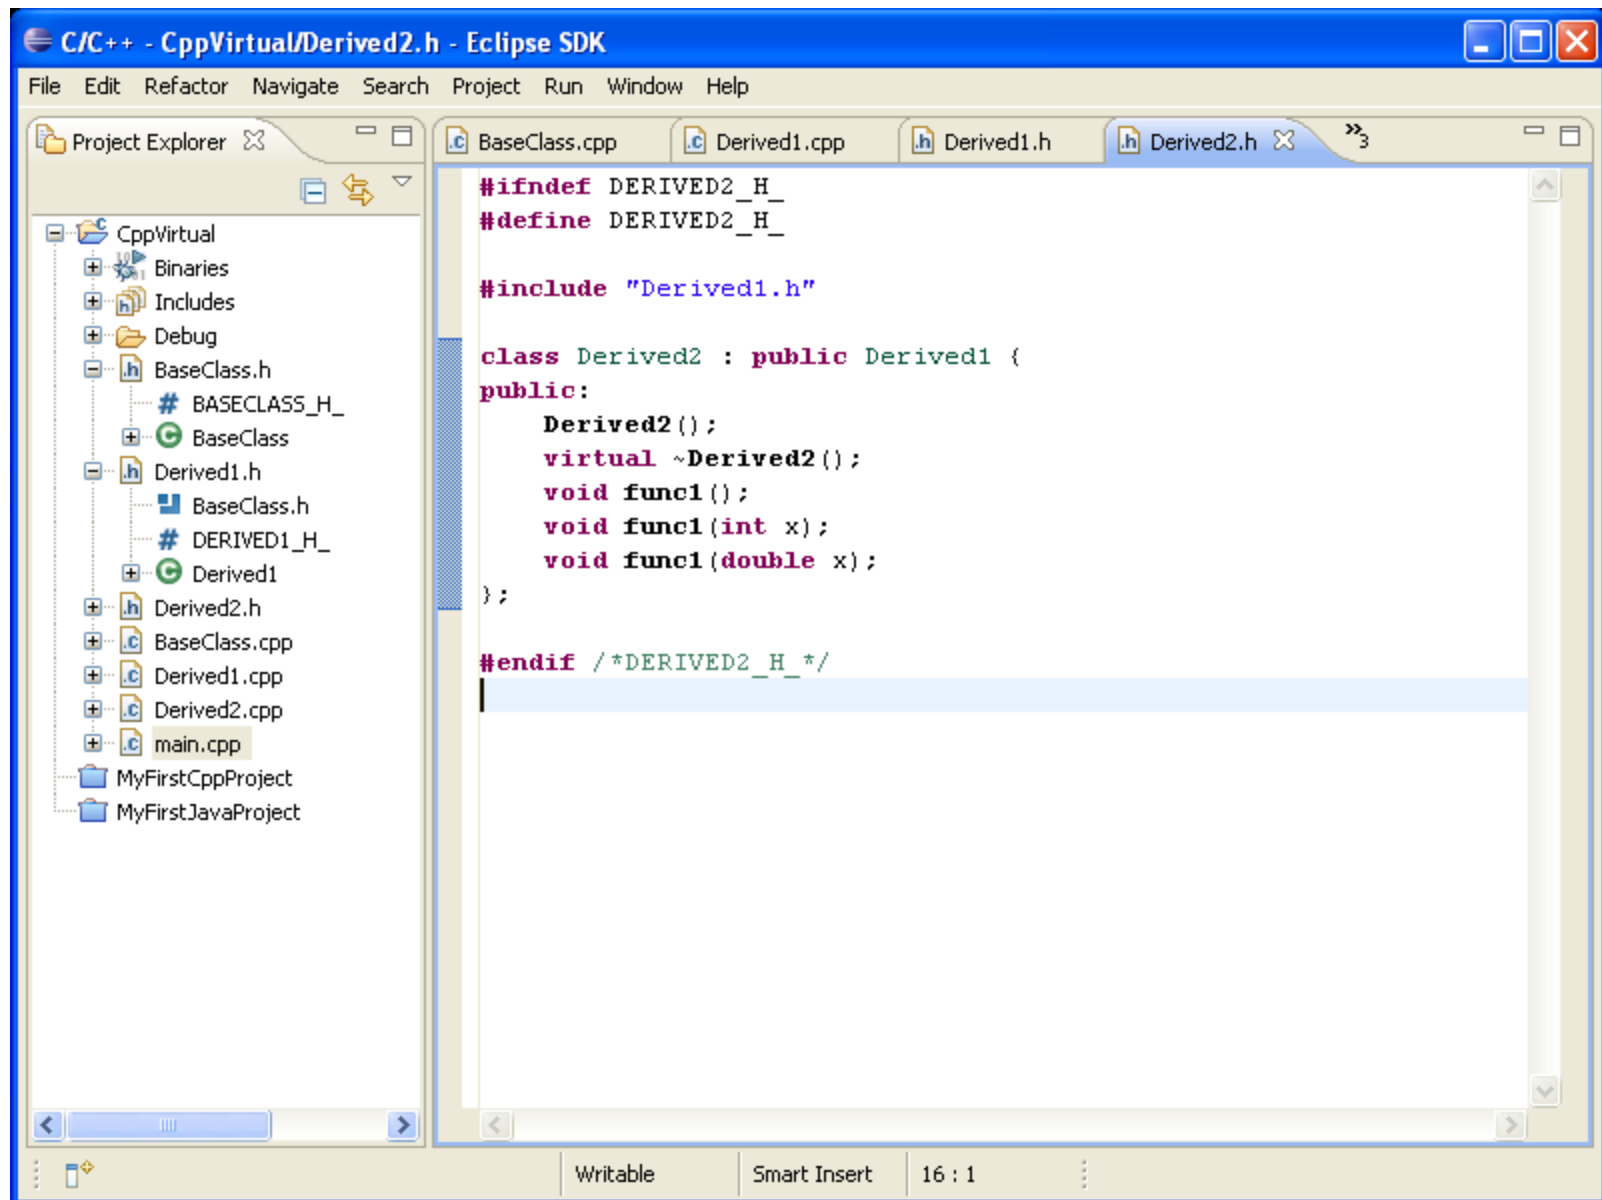 C/C++ - CppVirtual/Derived2.h - Eclipse SDK
File Edit Refactor Navigate Search Project Run Window Help
Project Explorer
CppVirtual
Binaries
Includes
Debug
BaseClass.h
# BASECLASS_H_
BaseClass
Derived1.h
BaseClass.h
# DERIVED1_H_
Derived1
Derived2.h
BaseClass.cpp
Derived1.cpp
Derived2.cpp
main.cpp
MyFirstCppProject
MyFirstJavaProject
BaseClass.cpp Derived1.cpp Derived1.h Derived2.h »3
#ifndef DERIVED2_H_
#define DERIVED2_H_
#include "Derived1.h"
class Derived2 : public Derived1 {
public:
Derived2();
virtual ~Derived2();
void func1();
void func1(int x);
void func1(double x);
};
#endif /*DERIVED2_H_*/
Writable Smart Insert 16 : 1